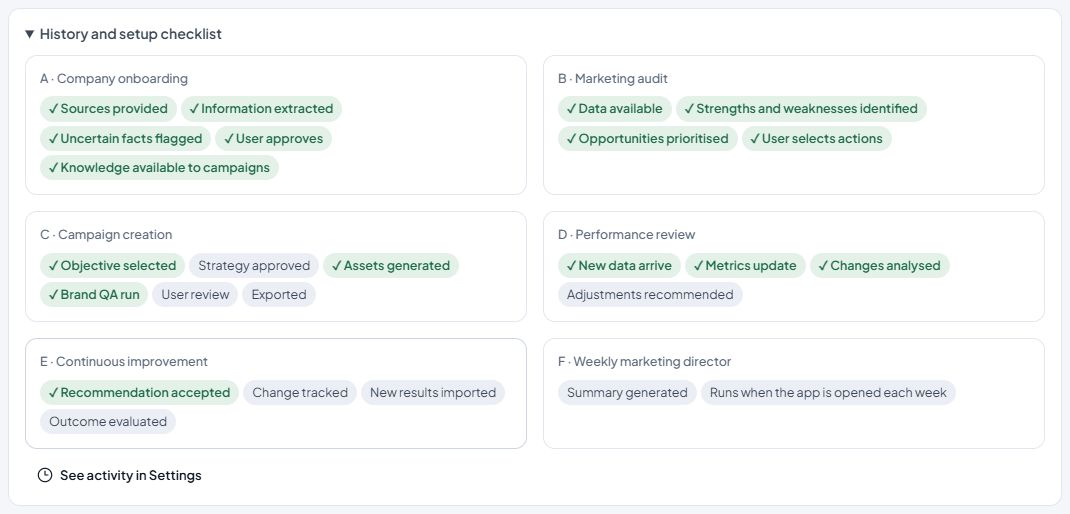 ▼ History and setup checklist
A · Company onboarding
✓ Sources provided ✓ Information extracted
✓ Uncertain facts flagged ✓ User approves
✓ Knowledge available to campaigns
B · Marketing audit
✓ Data available ✓ Strengths and weaknesses identified
✓ Opportunities prioritised ✓ User selects actions
C · Campaign creation
✓ Objective selected Strategy approved ✓ Assets generated
✓ Brand QA run User review Exported
D · Performance review
✓ New data arrive ✓ Metrics update ✓ Changes analysed
Adjustments recommended
E · Continuous improvement
✓ Recommendation accepted Change tracked New results imported
Outcome evaluated
F · Weekly marketing director
Summary generated Runs when the app is opened each week
See activity in Settings